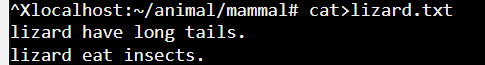 ^Xlocalhost:~/animal/mammal# cat>lizard.txt
lizard have long tails.
lizard eat insects.